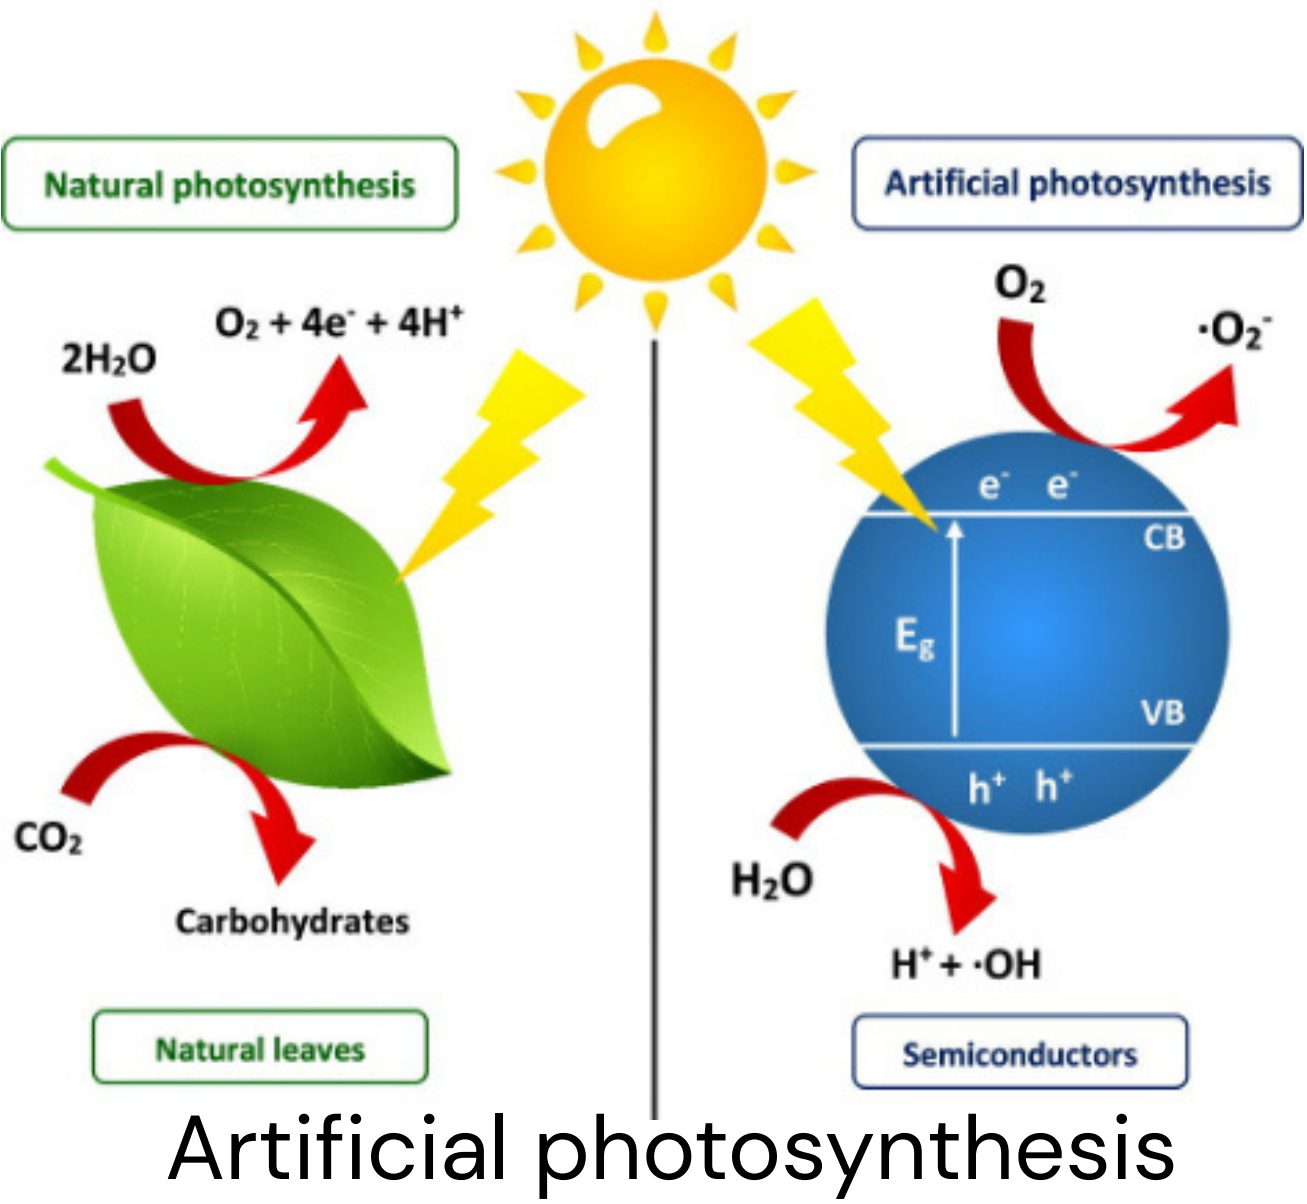 Natural photosynthesis
Artificial photosynthesis
2H₂O
O₂ + 4e⁻ + 4H⁺
CO₂
Carbohydrates
Natural leaves
O₂
·O₂⁻
e⁻ e⁻
CB
Eg
VB
h⁺ h⁺
H₂O
H⁺ + ·OH
Semiconductors
Artificial photosynthesis